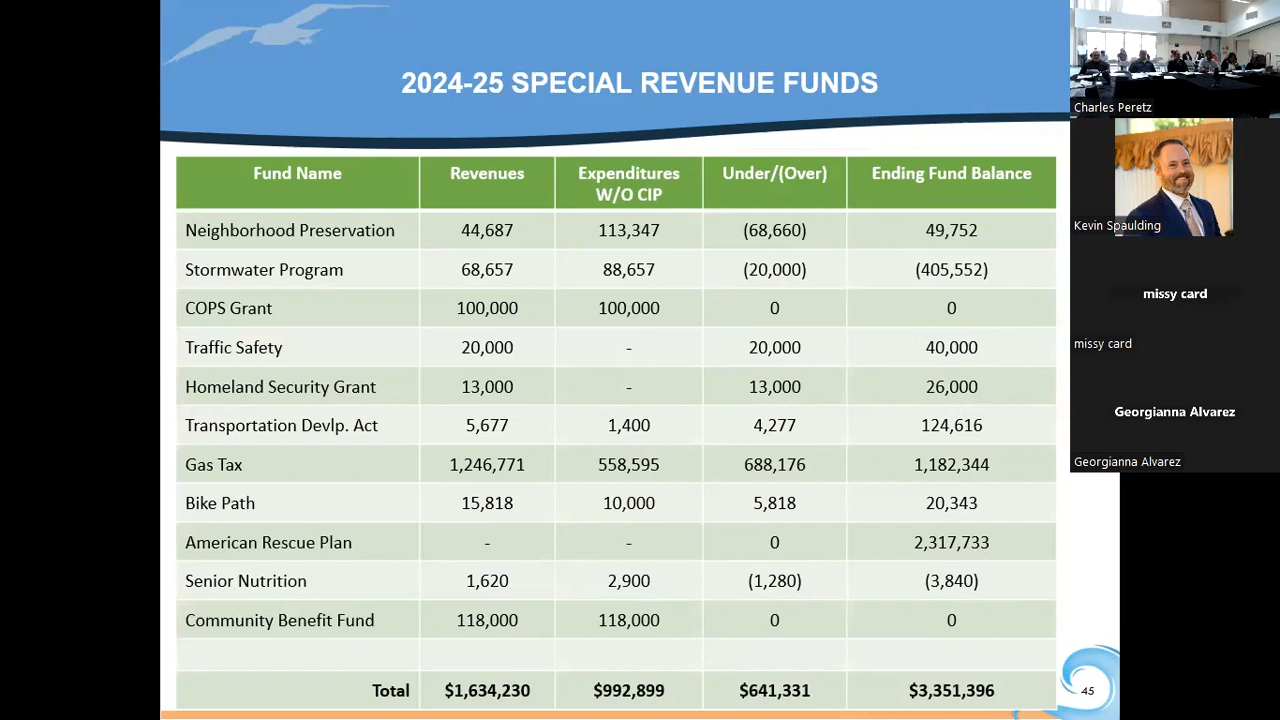 2024-25 SPECIAL REVENUE FUNDS
Fund Name Revenues Expenditures W/O CIP Under/(Over) Ending Fund Balance
Neighborhood Preservation 44,687 113,347 (68,660) 49,752
Stormwater Program 68,657 88,657 (20,000) (405,552)
COPS Grant 100,000 100,000 0 0
Traffic Safety 20,000 - 20,000 40,000
Homeland Security Grant 13,000 - 13,000 26,000
Transportation Devlp. Act 5,677 1,400 4,277 124,616
Gas Tax 1,246,771 558,595 688,176 1,182,344
Bike Path 15,818 10,000 5,818 20,343
American Rescue Plan - - 0 2,317,733
Senior Nutrition 1,620 2,900 (1,280) (3,840)
Community Benefit Fund 118,000 118,000 0 0
Total $1,634,230 $992,899 $641,331 $3,351,396
45
Charles Peretz
Kevin Spaulding
missy card
missy card
Georgianna Alvarez
Georgianna Alvarez